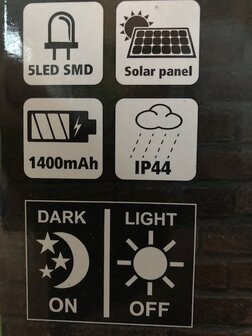 5LED SMD
Solar panel
1400mAh
IP44
DARK
LIGHT
ON
OFF